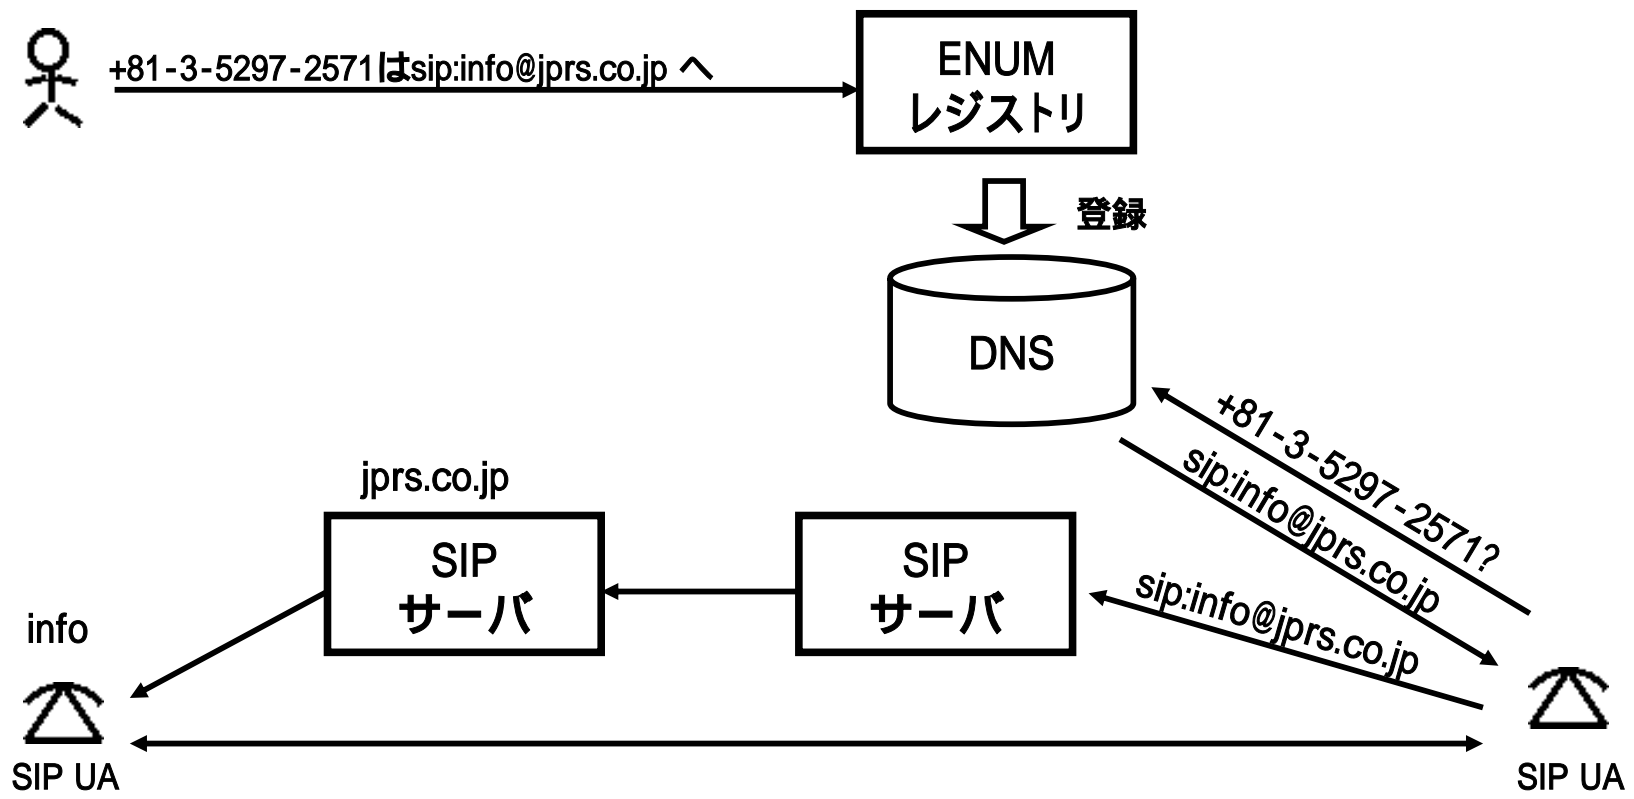 +81-3-5297-2571はsip:info@jprs.co.jp へ
ENUM
レジストリ
登録
DNS
+81-3-5297-2571?
sip:info@jprs.co.jp
sip:info@jprs.co.jp
jprs.co.jp
SIP
サーバ
SIP
サーバ
info
SIP UA
SIP UA